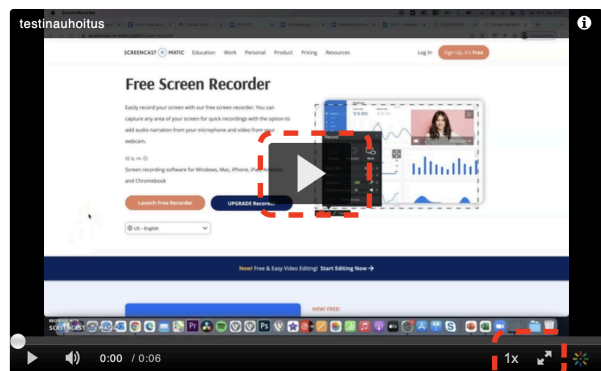 testinauhoitus
SCREENCAST MATIC Education Work Personal Product Pricing Resources Log In Sign Up, it's Free
Free Screen Recorder
Easily record your screen with our free screen recorder. You can
capture any area of your screen for quick recordings with the option to
add audio narration from your microphone and video from your
webcam.
Screen recording software for Windows, Mac, iPhone, iPad, Android,
and Chromebook
Launch Free Recorder UPGRADE Recorder
US - English
New! Free & Easy Video Editing! Start Editing Now →
NEW! FREE!
0:00 / 0:06 1x